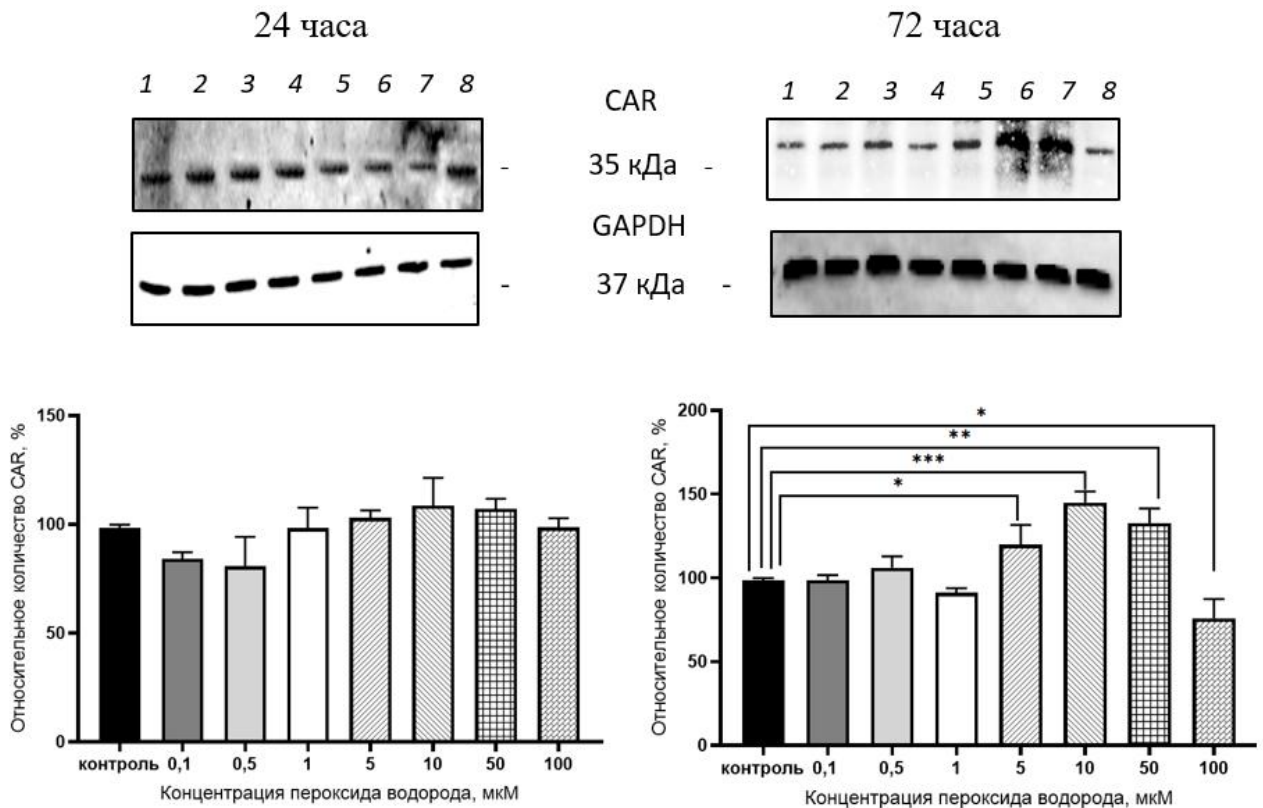 24 часа
72 часа
1 2 3 4 5 6 7 8
CAR
1 2 3 4 5 6 7 8
- 35 кДа -
GAPDH
- 37 кДа -
Относительное количество CAR, %
150
100
50
0
контроль 0,1 0,5 1 5 10 50 100
Концентрация пероксида водорода, мкМ
Относительное количество CAR, %
200
150
100
50
0
*
**
***
*
контроль 0,1 0,5 1 5 10 50 100
Концентрация пероксида водорода, мкМ